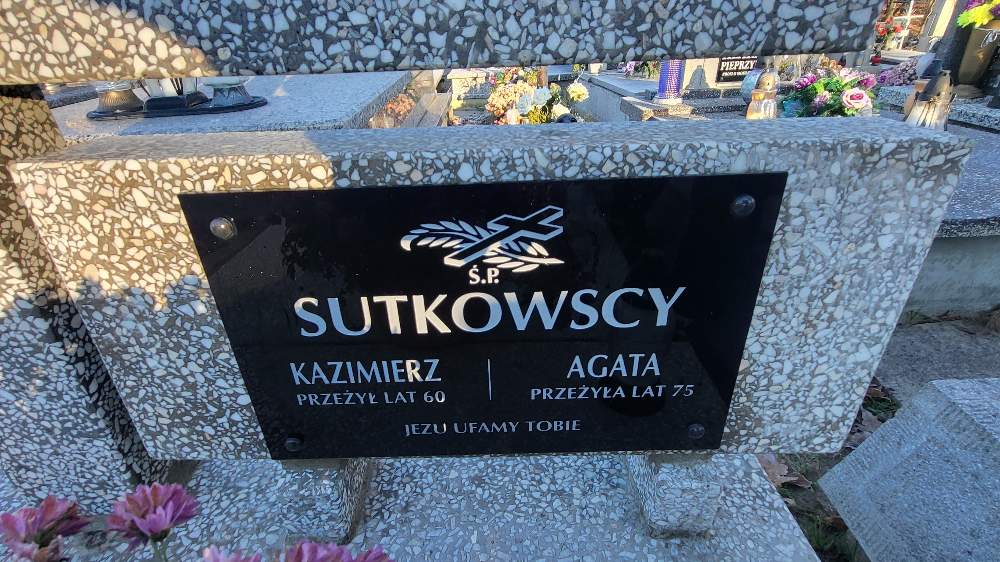 PIEPRZY
Ś.P.
SUTKOWSCY
KAZIMIERZ
PRZEŻYŁ LAT 60
AGATA
PRZEŻYŁA LAT 75
JEZU UFAMY TOBIE